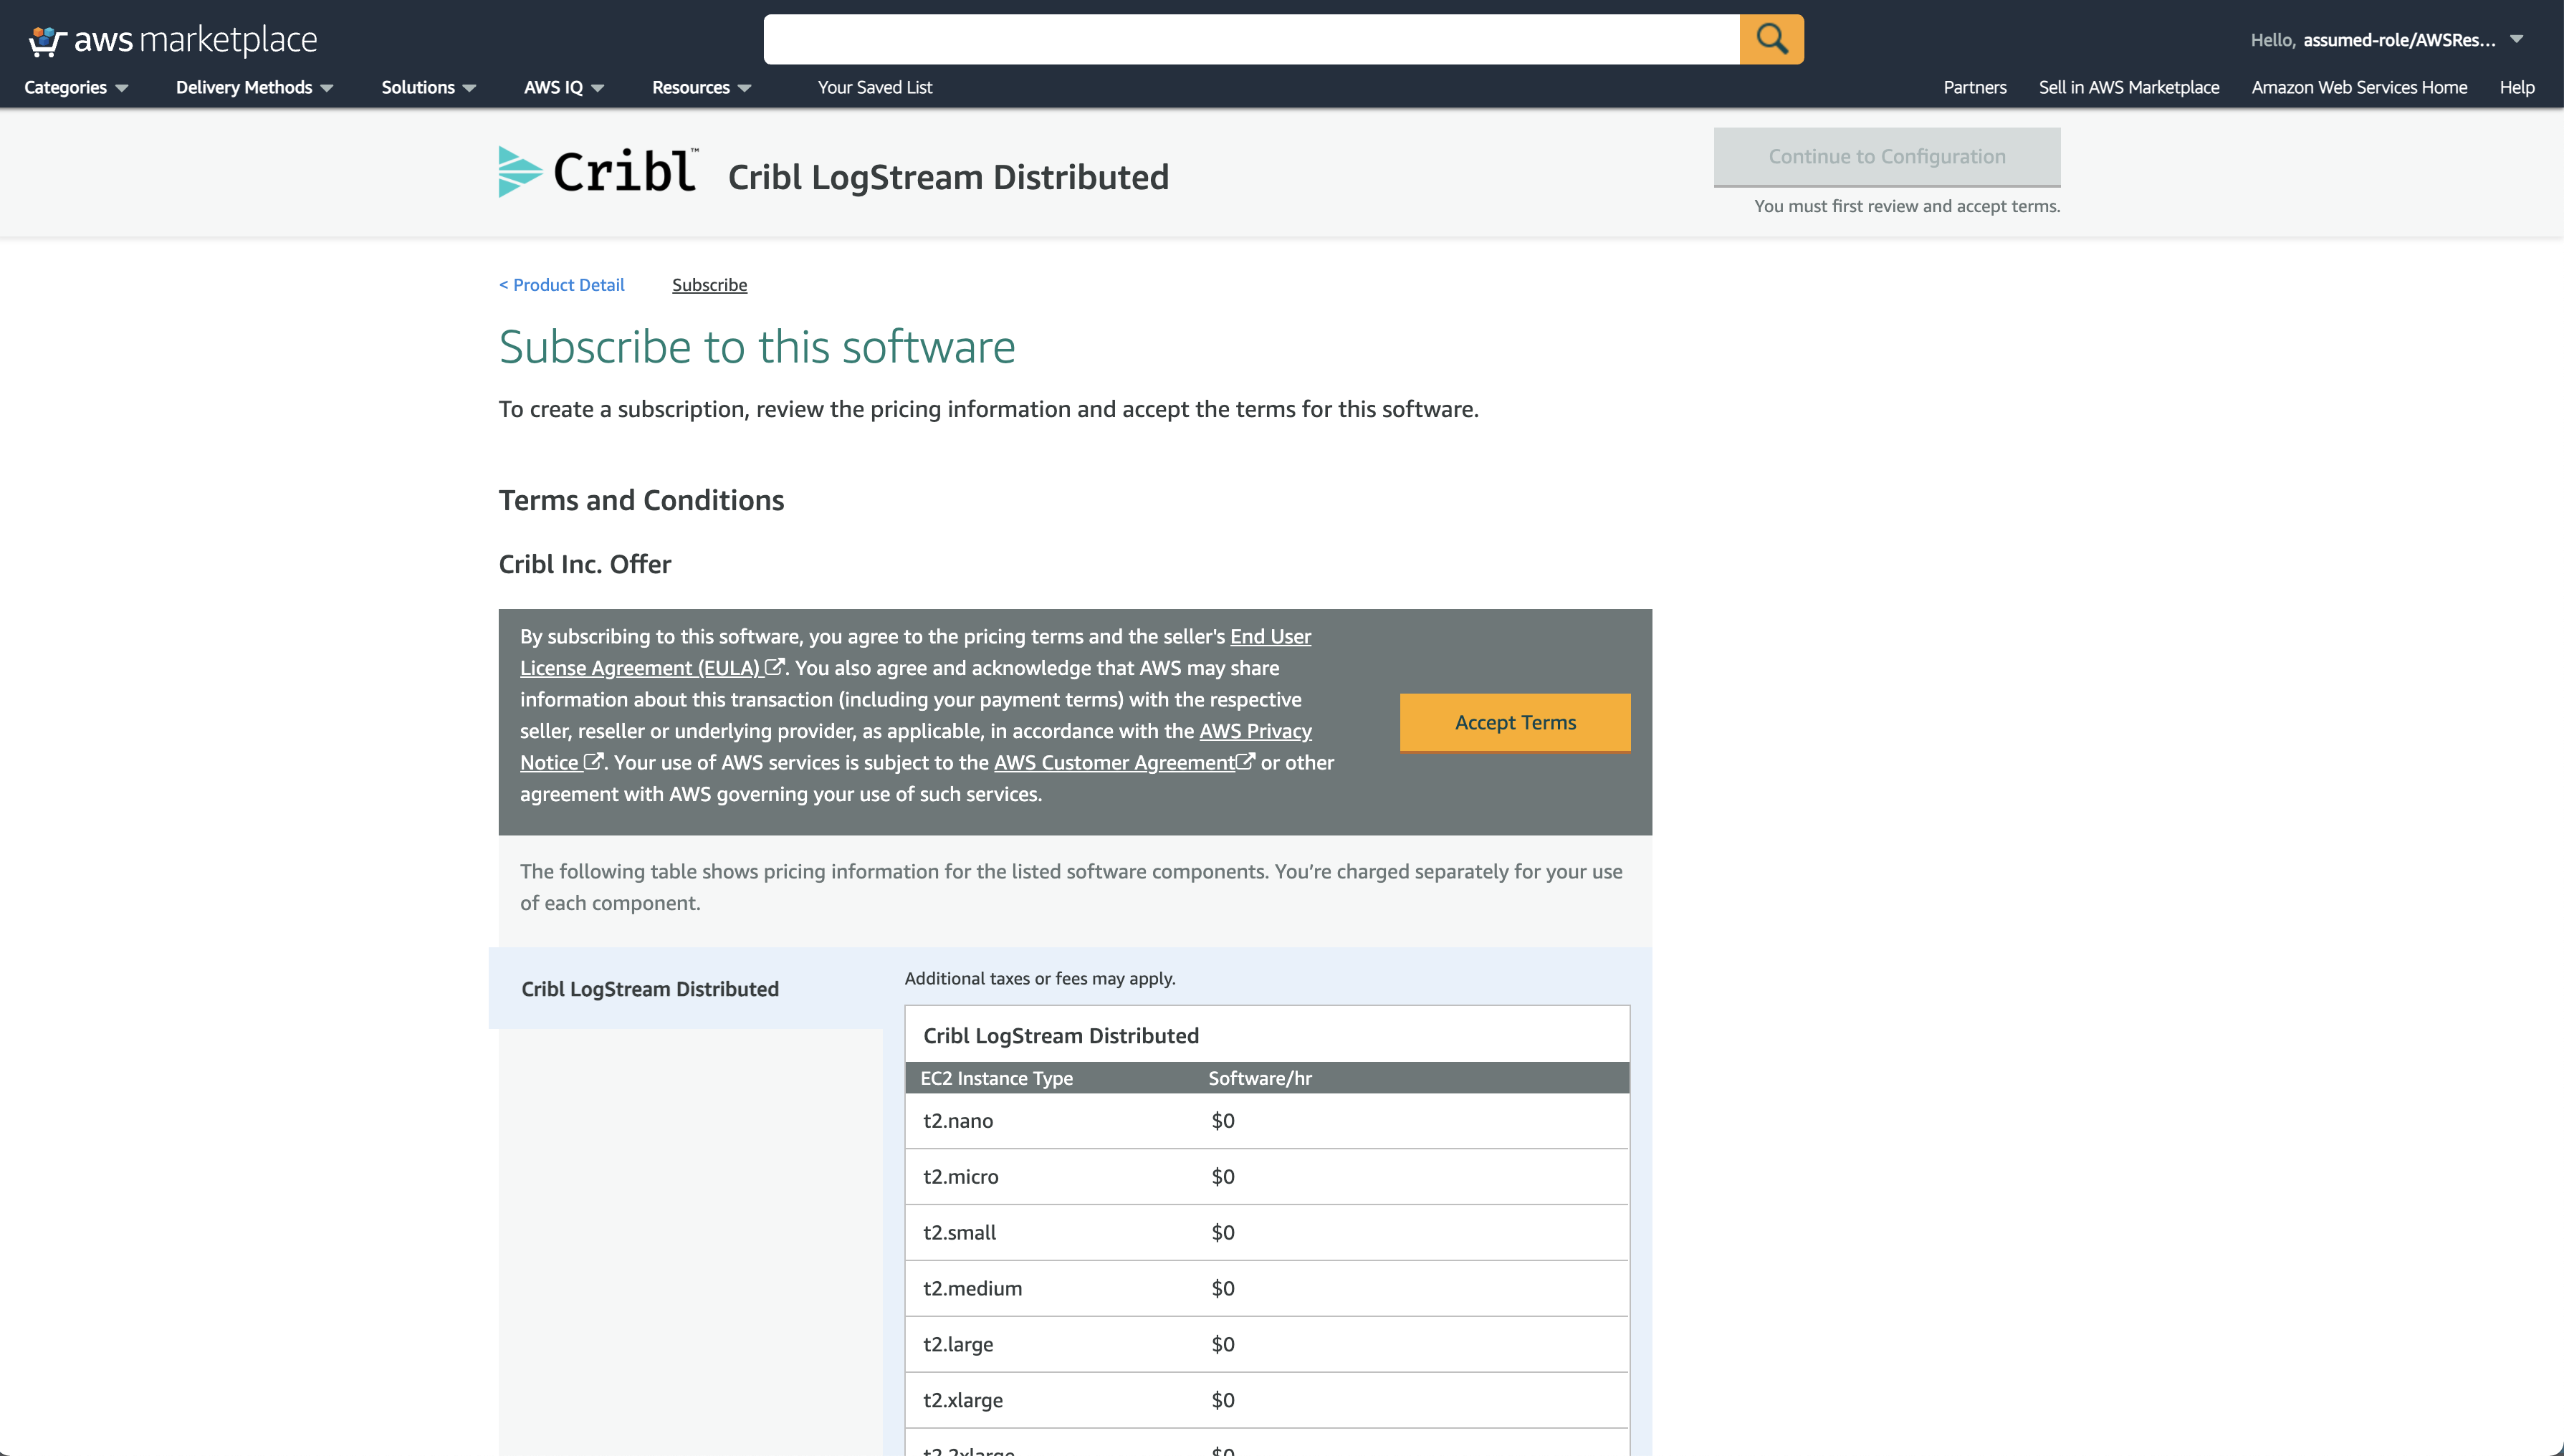 aws marketplace
Hello, assumed-role/AWSRes...
Categories
Delivery Methods
Solutions
AWS IQ
Resources
Your Saved List
Partners
Sell in AWS Marketplace
Amazon Web Services Home
Help
Cribl™
Cribl LogStream Distributed
Continue to Configuration
You must first review and accept terms.
< Product Detail
Subscribe
Subscribe to this software
To create a subscription, review the pricing information and accept the terms for this software.
Terms and Conditions
Cribl Inc. Offer
By subscribing to this software, you agree to the pricing terms and the seller's End User
License Agreement (EULA). You also agree and acknowledge that AWS may share
information about this transaction (including your payment terms) with the respective
seller, reseller or underlying provider, as applicable, in accordance with the AWS Privacy
Notice. Your use of AWS services is subject to the AWS Customer Agreement or other
agreement with AWS governing your use of such services.
Accept Terms
The following table shows pricing information for the listed software components. You’re charged separately for your use
of each component.
Cribl LogStream Distributed
Additional taxes or fees may apply.
Cribl LogStream Distributed
EC2 Instance Type Software/hr
t2.nano $0
t2.micro $0
t2.small $0
t2.medium $0
t2.large $0
t2.xlarge $0
t2.2xlarge $0